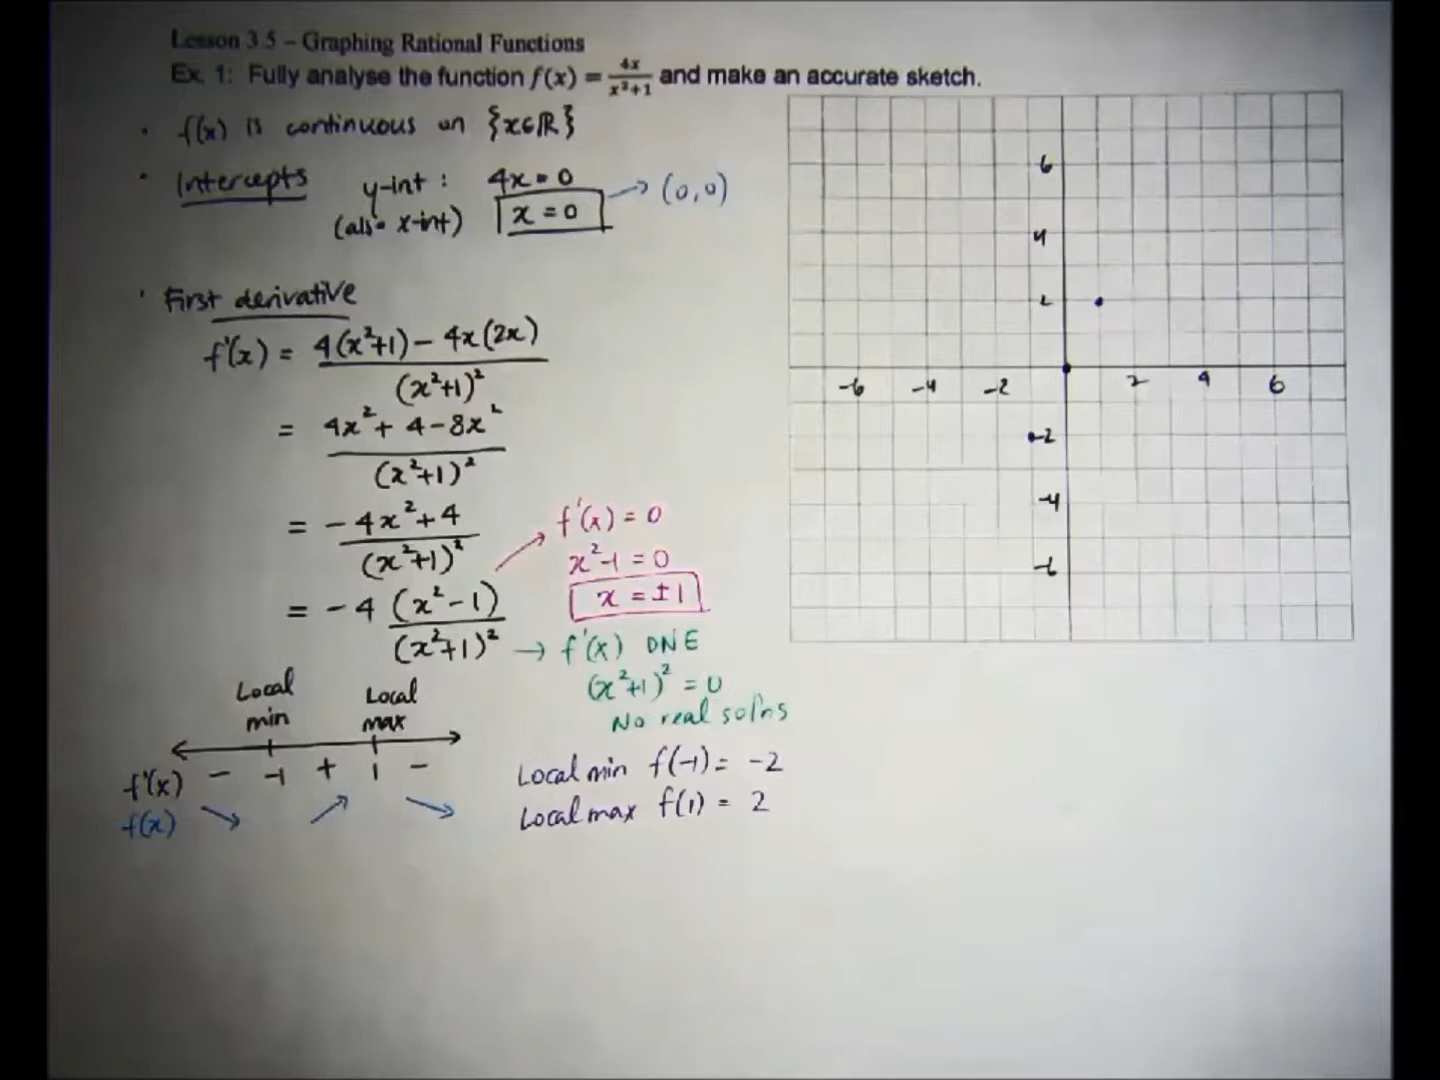 Lesson 3.5 – Graphing Rational Functions
Ex. 1: Fully analyse the function f(x) = 4x/(x²+1) and make an accurate sketch.
• f(x) is continuous on {x∈ℝ}
• Intercepts y-int : 4x = 0
(also x-int) x = 0 → (0,0)
• First derivative
f'(x) = 4(x²+1) - 4x(2x) / (x²+1)²
= 4x² + 4 - 8x² / (x²+1)²
= -4x² + 4 / (x²+1)²
= -4 (x² - 1) / (x²+1)²
f'(x) = 0
x² - 1 = 0
x = ±1
→ f'(x) DNE
(x²+1)² = 0
No real solns
Local min Local max
f'(x) - -1 + 1 -
f(x)
Local min f(-1) = -2
Local max f(1) = 2
6
4
2
-6 -4 -2 2 4 6
-2
-4
-6